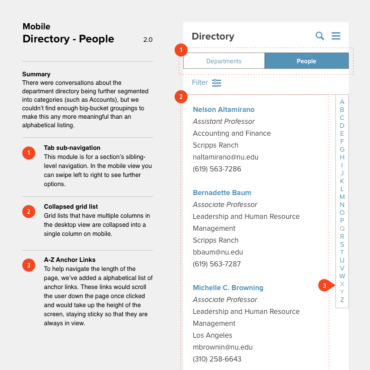 Mobile
Directory - People
2.0
Summary
There were conversations about the
department directory being further segmented
into categories (such as Accounts), but we
couldn't find enough big-bucket groupings to
make this any more meaningful than an
alphabetical listing.
1
Tab sub-navigation
This module is for a section's sibling-
level navigation. In the mobile view you
can swipe left to right to see further
options.
2
Collapsed grid list
Grid lists that have multiple columns in
the desktop view are collapsed into a
single column on mobile.
3
A-Z Anchor Links
To help navigate the length of the
page, we've added a alphabetical list of
anchor links. These links would scroll
the user down the page once clicked
and would take up the height of the
screen, staying sticky so that they are
always in view.
Directory
1
Departments
People
Filter
2
Nelson Altamirano
Assistant Professor
Accounting and Finance
Scripps Ranch
naltamirano@nu.edu
(619) 563-7286
Bernadette Baum
Associate Professor
Leadership and Human Resource
Management
Scripps Ranch
bbaum@nu.edu
(619) 563-7287
Michelle C. Browning
Associate Professor
Leadership and Human Resource
Management
Los Angeles
mbrownin@nu.edu
(310) 258-6643
A
B
C
D
E
F
G
H
I
J
K
L
M
N
O
P
Q
R
S
T
U
V
W
X
Y
Z
3